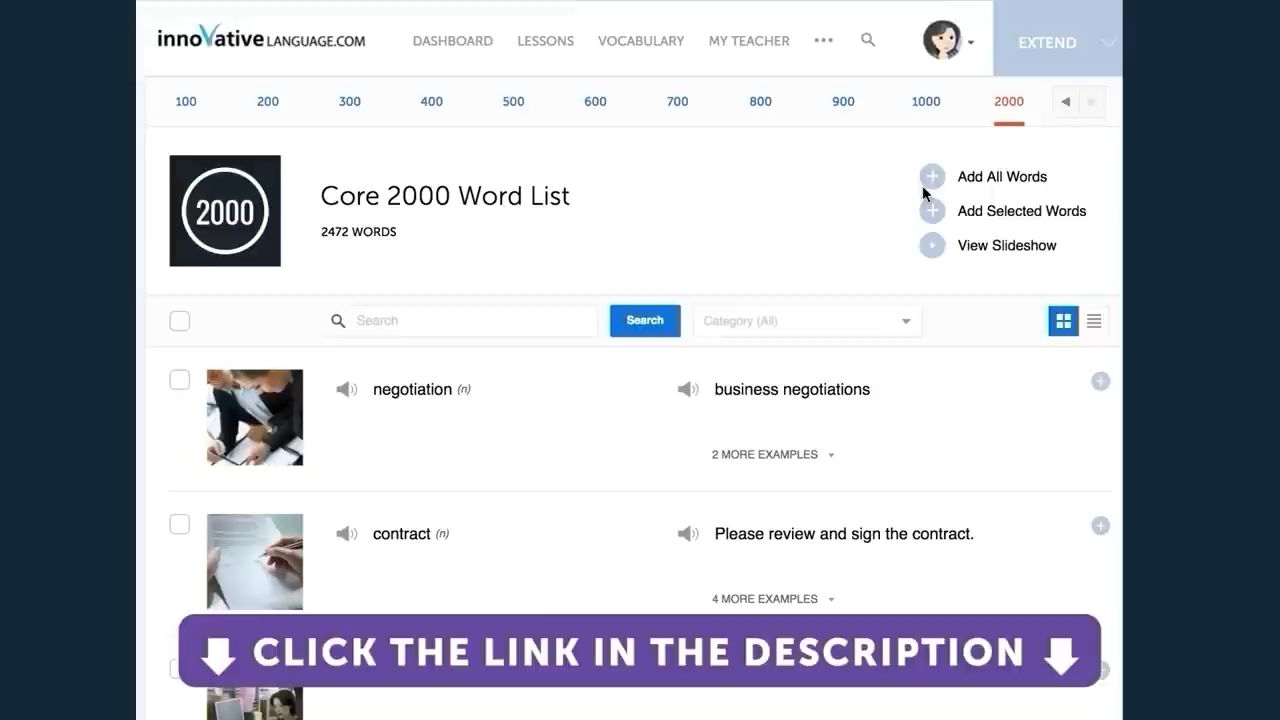 innoVative LANGUAGE.COM DASHBOARD LESSONS VOCABULARY MY TEACHER ••• EXTEND
100 200 300 400 500 600 700 800 900 1000 2000
2000
Core 2000 Word List
2472 WORDS
Add All Words
Add Selected Words
View Slideshow
Search Search Category (All)
negotiation (n) business negotiations
2 MORE EXAMPLES
contract (n) Please review and sign the contract.
4 MORE EXAMPLES
CLICK THE LINK IN THE DESCRIPTION